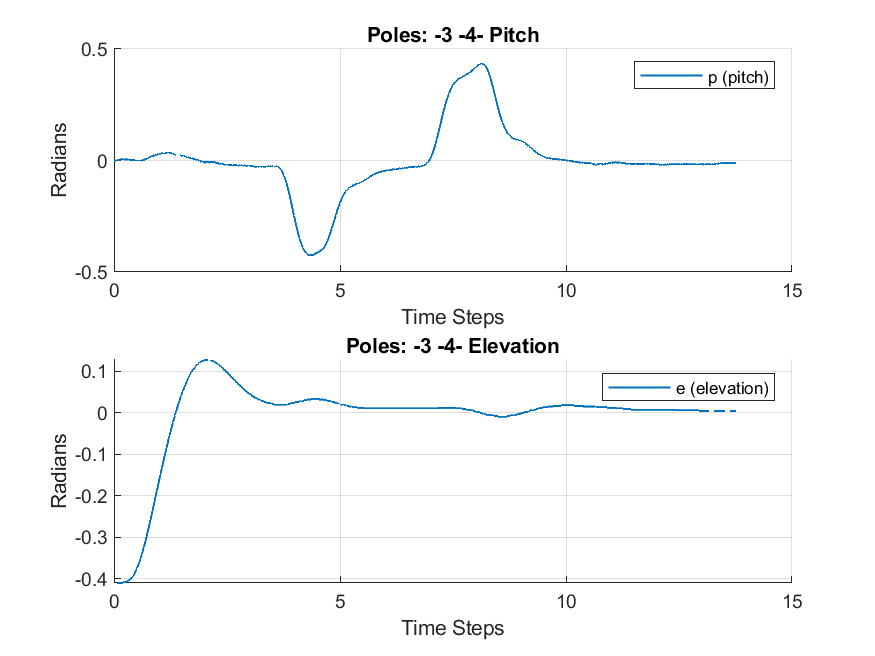 Poles: -3 -4- Pitch
0.5
p (pitch)
0
Radians
-0.5
0 5 10 15
Time Steps
Poles: -3 -4- Elevation
0.1
e (elevation)
0
-0.1
Radians
-0.2
-0.3
-0.4
0 5 10 15
Time Steps